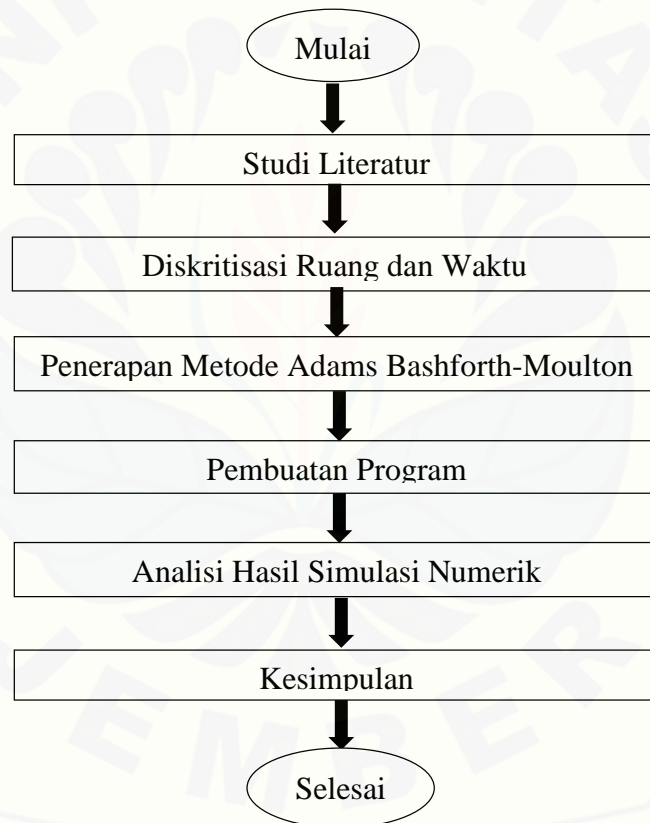 Mulai
Studi Literatur
Diskritisasi Ruang dan Waktu
Penerapan Metode Adams Bashforth-Moulton
Pembuatan Program
Analisi Hasil Simulasi Numerik
Kesimpulan
JEMBER
Selesai